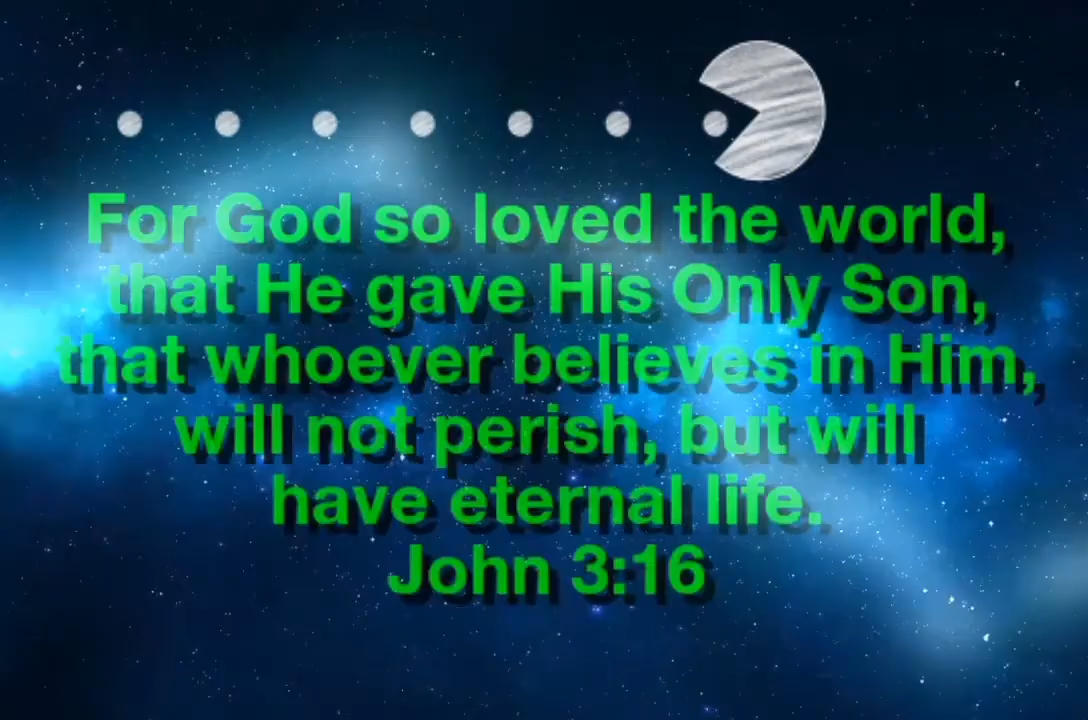 For God so loved the world,
that He gave His Only Son,
that whoever believes in Him,
will not perish, but will
have eternal life.
John 3:16